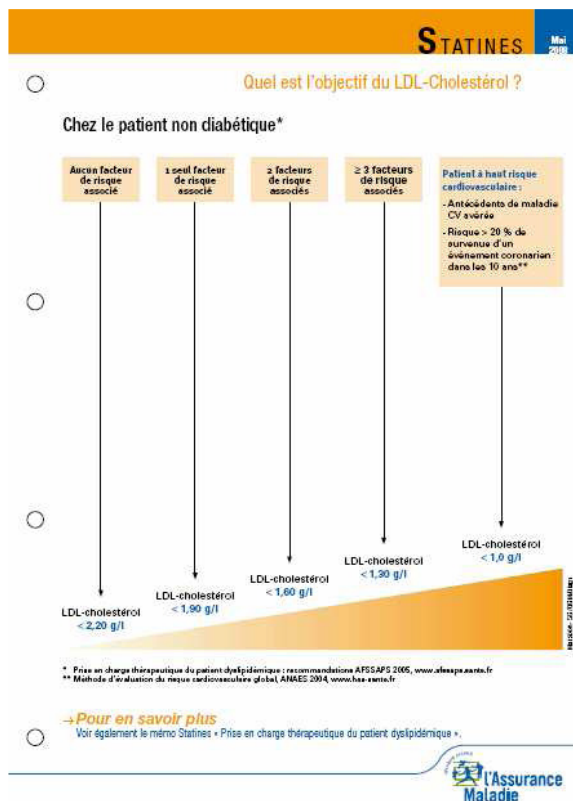 STATINES
Mai
2008
Quel est l'objectif du LDL-Cholestérol ?
Chez le patient non diabétique*
Aucun facteur
de risque
associé
1 seul facteur
de risque
associé
2 facteurs
de risque
associés
≥ 3 facteurs
de risque
associés
Patient à haut risque
cardiovasculaire :
- Antécédents de maladie
CV avérée
- Risque > 20 % de
survenue d'un
événement coronarien
dans les 10 ans**
LDL-cholestérol
< 2,20 g/l
LDL-cholestérol
< 1,90 g/l
LDL-cholestérol
< 1,60 g/l
LDL-cholestérol
< 1,30 g/l
LDL-cholestérol
< 1,0 g/l
* Prise en charge thérapeutique du patient dyslipidémique : recommandations AFSSAPS 2005, www.afssaps.sante.fr
** Méthode d'évaluation du risque cardiovasculaire global, ANAES 2004, www.has-sante.fr
→Pour en savoir plus
Voir également le mémo Statines « Prise en charge thérapeutique du patient dyslipidémique ».
l'Assurance
Maladie